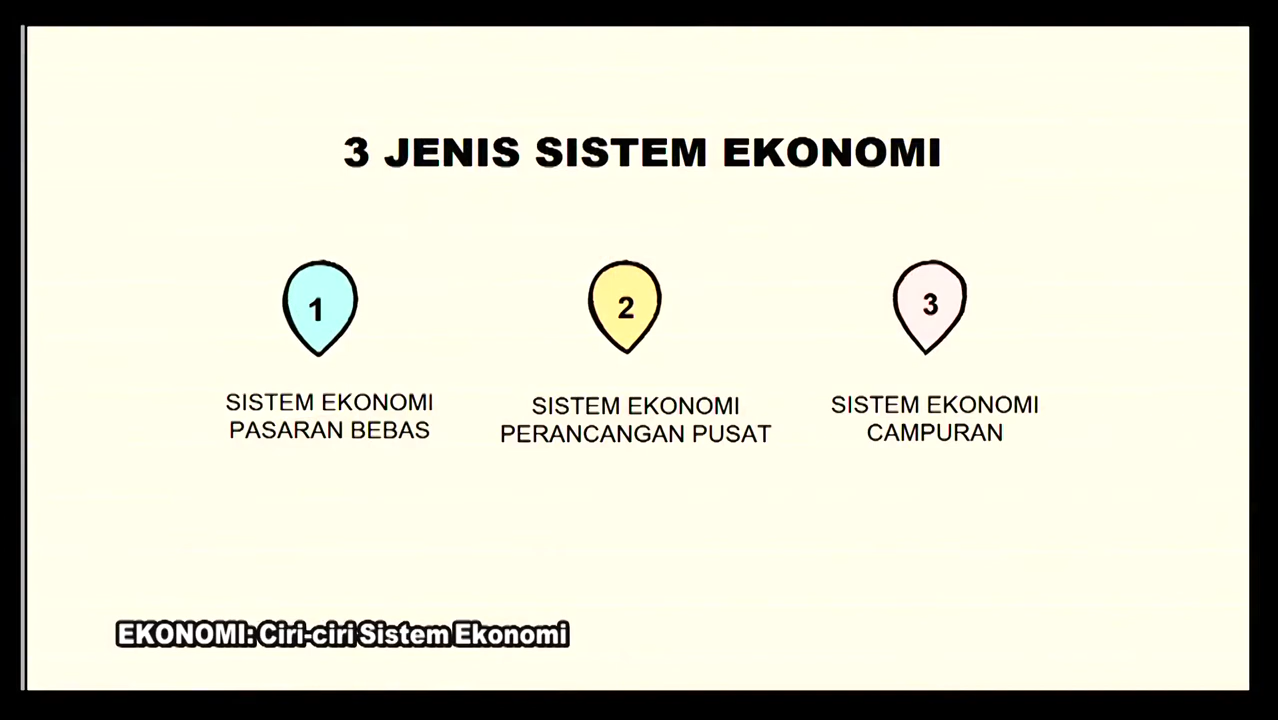 3 JENIS SISTEM EKONOMI
1
2
3
SISTEM EKONOMI
PASARAN BEBAS
SISTEM EKONOMI
PERANCANGAN PUSAT
SISTEM EKONOMI
CAMPURAN
EKONOMI: Ciri-ciri Sistem Ekonomi